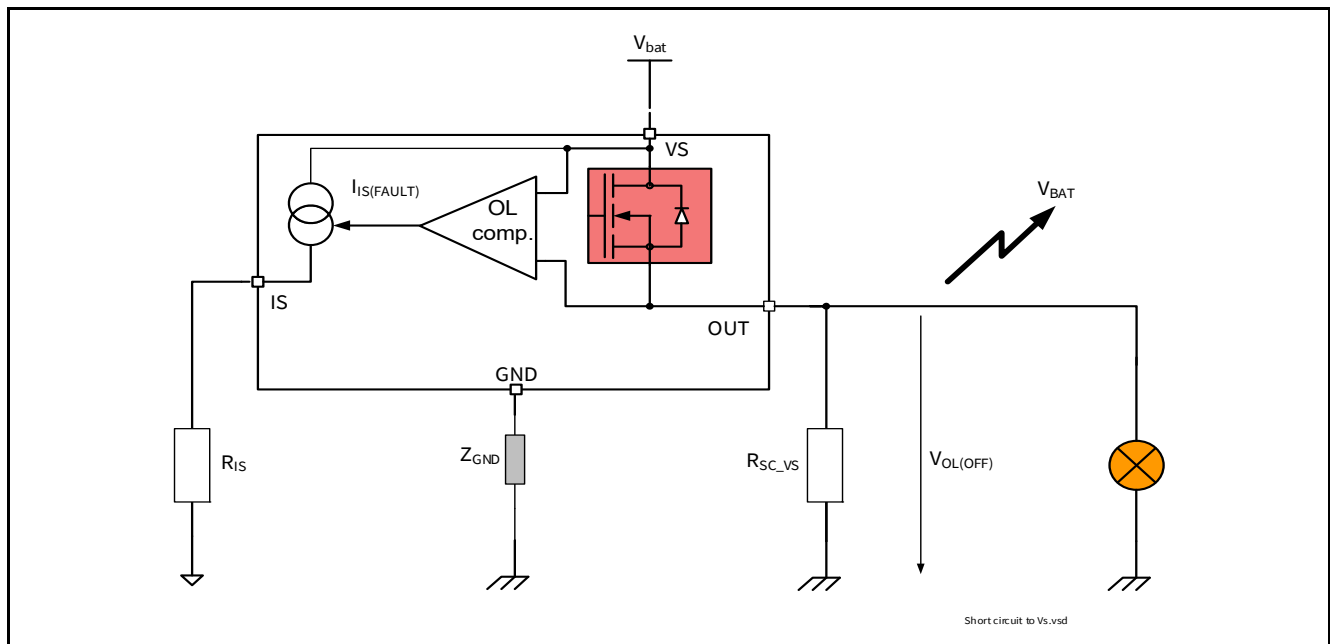 Vbat
VS
IIS(FAULT)
OL
comp.
VBAT
IS
OUT
GND
RIS
ZGND
RSC_VS
VOL(OFF)
Short circuit to Vs.vsd